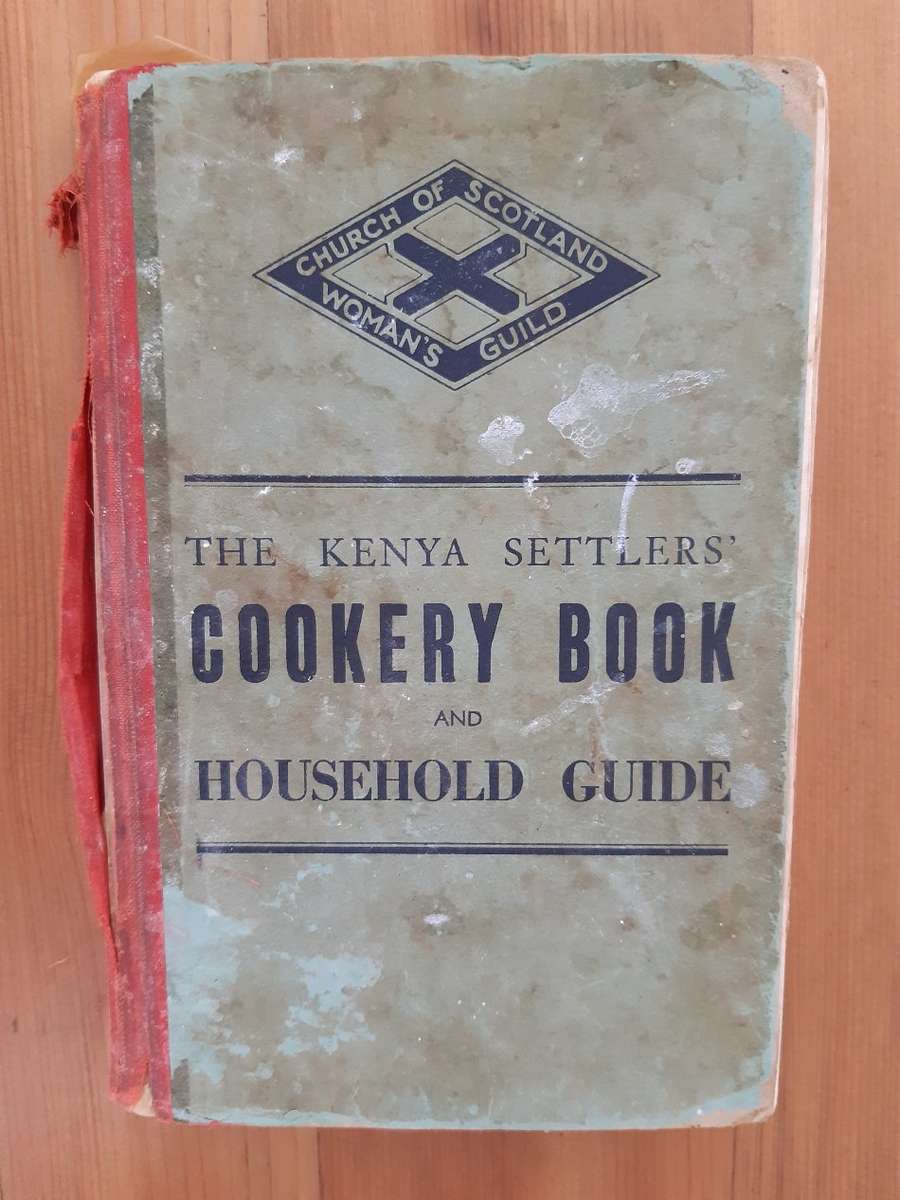 CHURCH OF SCOTLAND
WOMAN'S GUILD
THE KENYA SETTLERS'
COOKERY BOOK
AND
HOUSEHOLD GUIDE